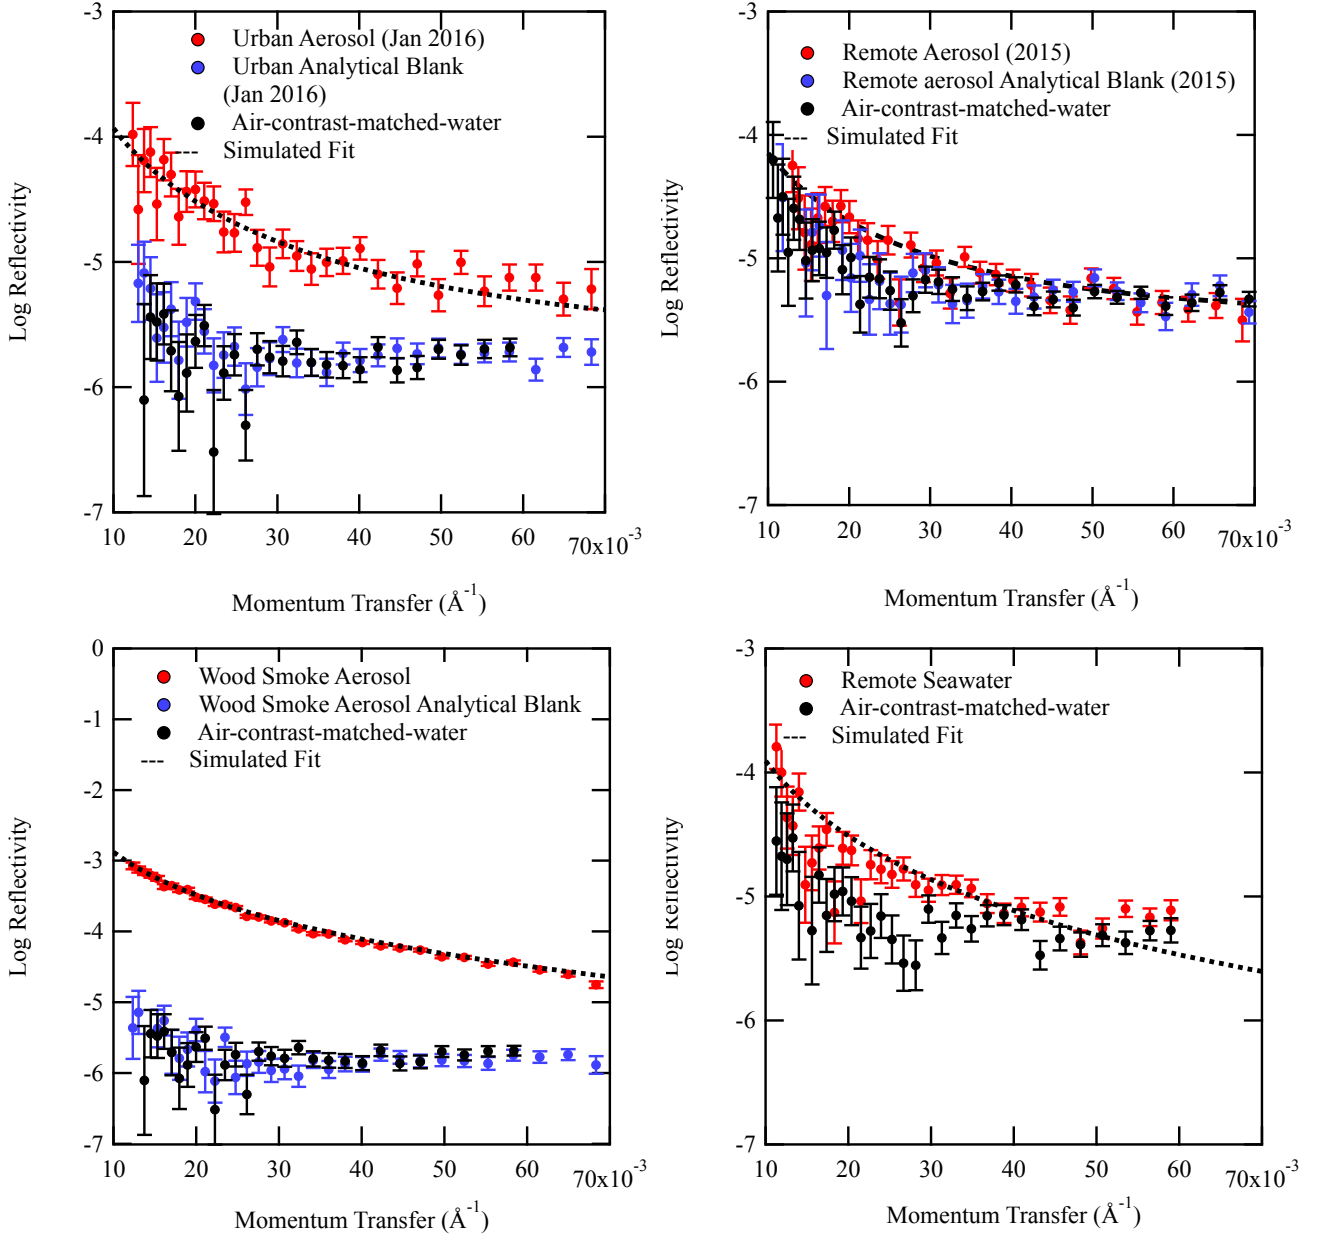 -3
-4
-5
-6
-7
Log Reflectivity
Urban Aerosol (Jan 2016)
Urban Analytical Blank
(Jan 2016)
Air-contrast-matched-water
Simulated Fit
10
20
30
40
50
60
70x10⁻³
Momentum Transfer (Å⁻¹)
-3
-4
-5
-6
-7
Log Reflectivity
Remote Aerosol (2015)
Remote aerosol Analytical Blank (2015)
Air-contrast-matched-water
Simulated Fit
10
20
30
40
50
60
70x10⁻³
Momentum Transfer (Å⁻¹)
0
-1
-2
-3
-4
-5
-6
-7
Log Reflectivity
Wood Smoke Aerosol
Wood Smoke Aerosol Analytical Blank
Air-contrast-matched-water
Simulated Fit
10
20
30
40
50
60
70x10⁻³
Momentum Transfer (Å⁻¹)
-3
-4
-5
-6
-7
Log Reflectivity
Remote Seawater
Air-contrast-matched-water
Simulated Fit
10
20
30
40
50
60
70x10⁻³
Momentum Transfer (Å⁻¹)